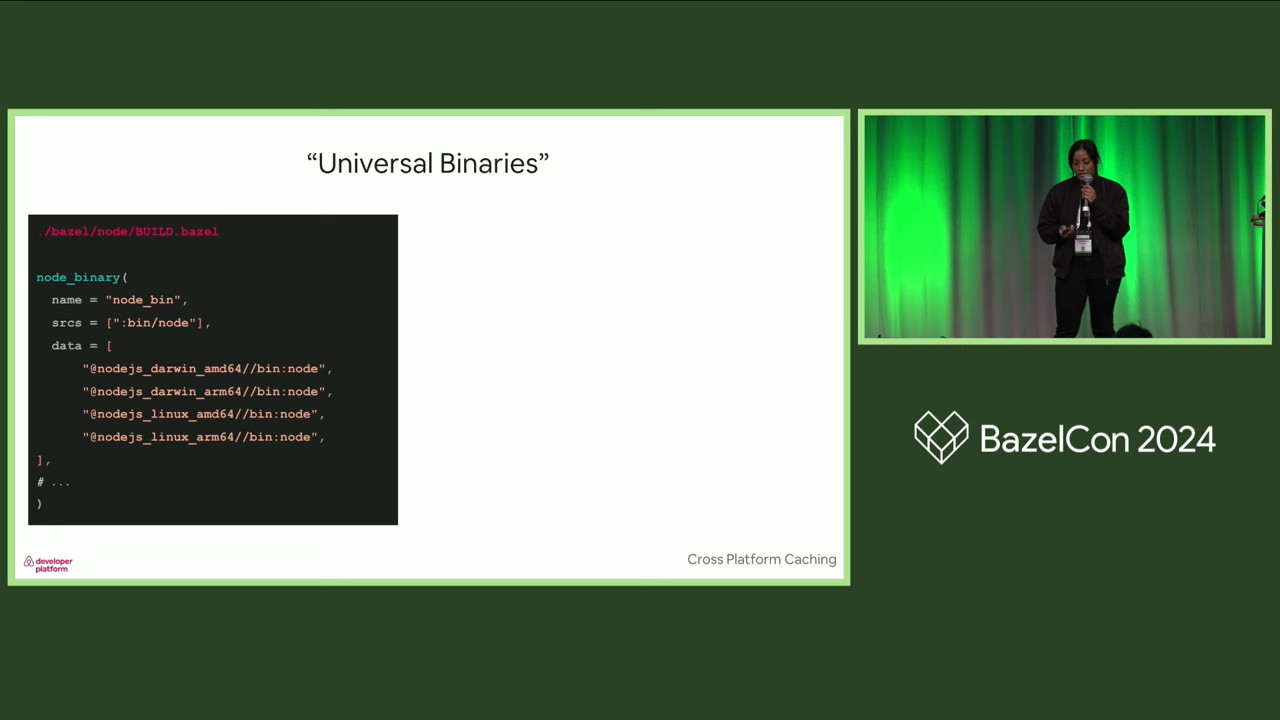 “Universal Binaries”
./bazel/node/BUILD.bazel
node_binary(
name = "node_bin",
srcs = [":bin/node"],
data = [
"@nodejs_darwin_amd64//bin:node",
"@nodejs_darwin_arm64//bin:node",
"@nodejs_linux_amd64//bin:node",
"@nodejs_linux_arm64//bin:node",
],
# ...
)
developer
platform
Cross Platform Caching
BazelCon 2024